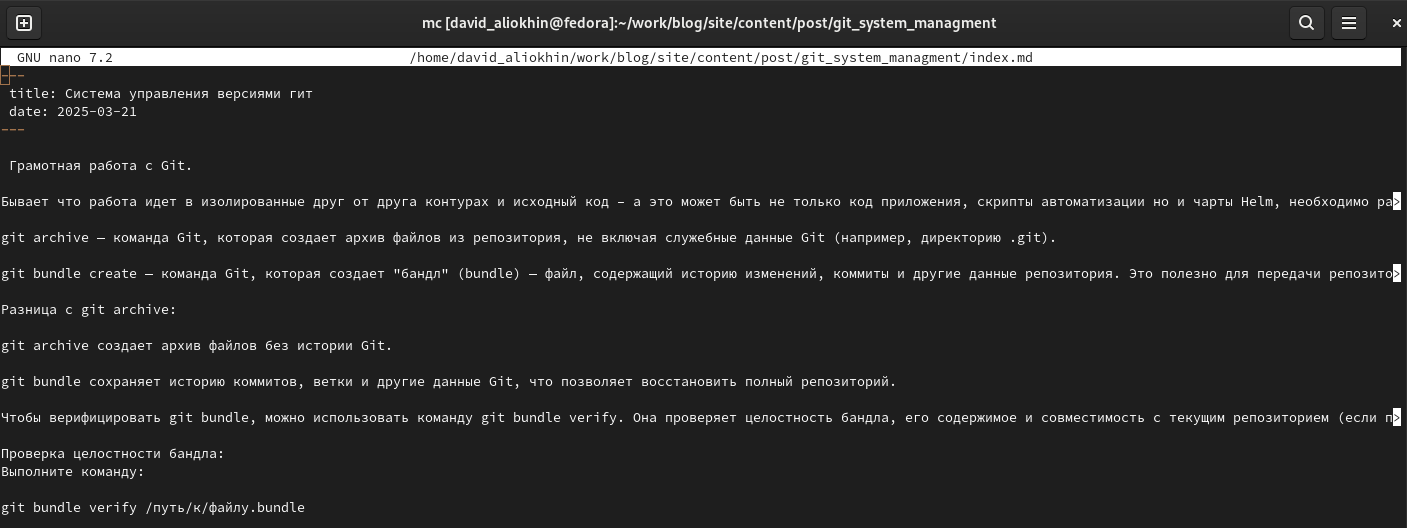 mc [david_aliokhin@fedora]:~/work/blog/site/content/post/git_system_managment
GNU nano 7.2 /home/david_aliokhin/work/blog/site/content/post/git_system_managment/index.md
---
title: Система управления версиями гит
date: 2025-03-21
---
Грамотная работа с Git.
Бывает что работа идет в изолированные друг от друга контурах и исходный код – а это может быть не только код приложения, скрипты автоматизации но и чарты Helm, необходимо ра>
git archive — команда Git, которая создает архив файлов из репозитория, не включая служебные данные Git (например, директорию .git).
git bundle create — команда Git, которая создает "бандл" (bundle) — файл, содержащий историю изменений, коммиты и другие данные репозитория. Это полезно для передачи репозито>
Разница с git archive:
git archive создает архив файлов без истории Git.
git bundle сохраняет историю коммитов, ветки и другие данные Git, что позволяет восстановить полный репозиторий.
Чтобы верифицировать git bundle, можно использовать команду git bundle verify. Она проверяет целостность бандла, его содержимое и совместимость с текущим репозиторием (если п>
Проверка целостности бандла:
Выполните команду:
git bundle verify /путь/к/файлу.bundle